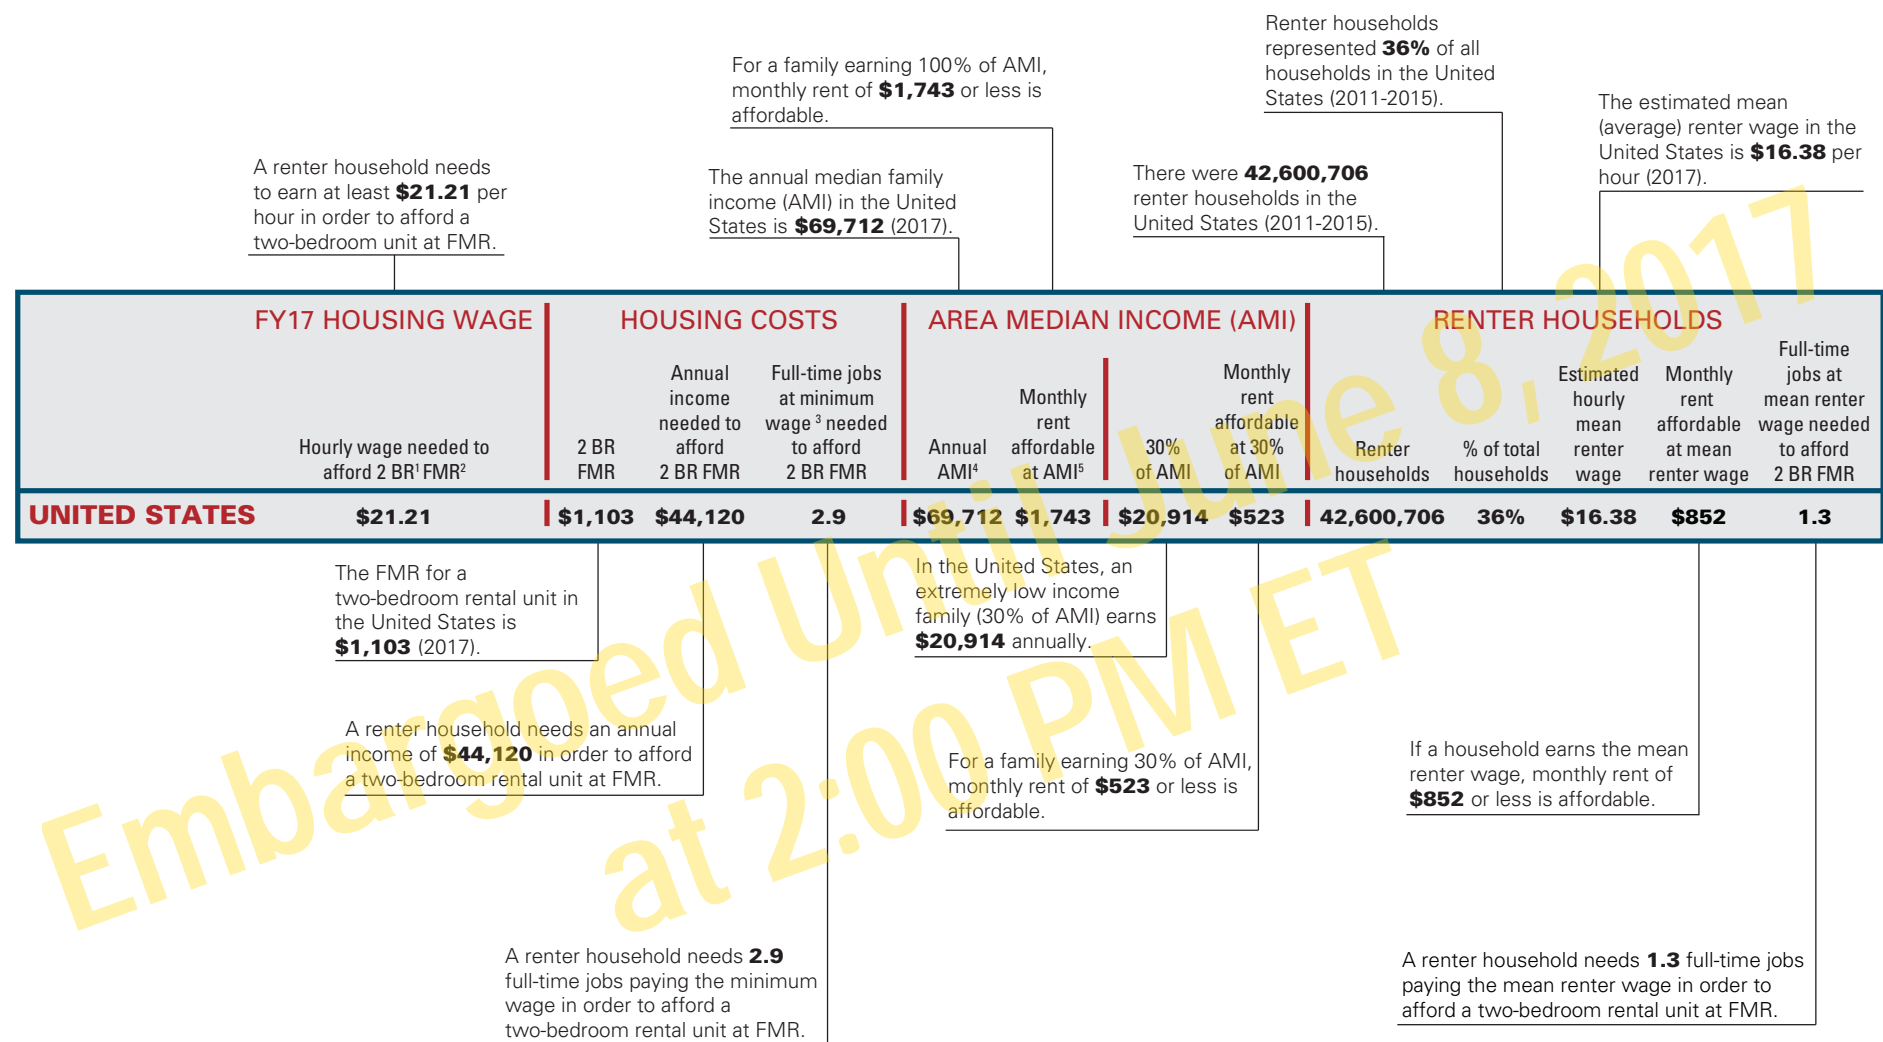 Renter households
represented 36% of all
households in the United
States (2011-2015).
For a family earning 100% of AMI,
monthly rent of $1,743 or less is
affordable.
The estimated mean
(average) renter wage in the
United States is $16.38 per
hour (2017).
A renter household needs
to earn at least $21.21 per
hour in order to afford a
two-bedroom unit at FMR.
The annual median family
income (AMI) in the United
States is $69,712 (2017).
There were 42,600,706
renter households in the
United States (2011-2015).
FY17 HOUSING WAGE
HOUSING COSTS
AREA MEDIAN INCOME (AMI)
RENTER HOUSEHOLDS
Hourly wage needed to
afford 2 BR¹ FMR²
2 BR
FMR
Annual
income
needed to
afford
2 BR FMR
Full-time jobs
at minimum
wage ³ needed
to afford
2 BR FMR
Annual
AMI⁴
Monthly
rent
affordable
at AMI⁵
30%
of AMI
Monthly
rent
affordable
at 30%
of AMI
Renter
households
% of total
households
Estimated
hourly
mean
renter
wage
Monthly
rent
affordable
at mean
renter wage
Full-time
jobs at
mean renter
wage needed
to afford
2 BR FMR
UNITED STATES $21.21 $1,103 $44,120 2.9 $69,712 $1,743 $20,914 $523 42,600,706 36% $16.38 $852 1.3
The FMR for a
two-bedroom rental unit in
the United States is
$1,103 (2017).
In the United States, an
extremely low income
family (30% of AMI) earns
$20,914 annually.
A renter household needs an annual
income of $44,120 in order to afford
a two-bedroom rental unit at FMR.
For a family earning 30% of AMI,
monthly rent of $523 or less is
affordable.
If a household earns the mean
renter wage, monthly rent of
$852 or less is affordable.
A renter household needs 2.9
full-time jobs paying the minimum
wage in order to afford a
two-bedroom rental unit at FMR.
A renter household needs 1.3 full-time jobs
paying the mean renter wage in order to
afford a two-bedroom rental unit at FMR.
Embargoed Until June 8, 2017
at 2:00 PM ET